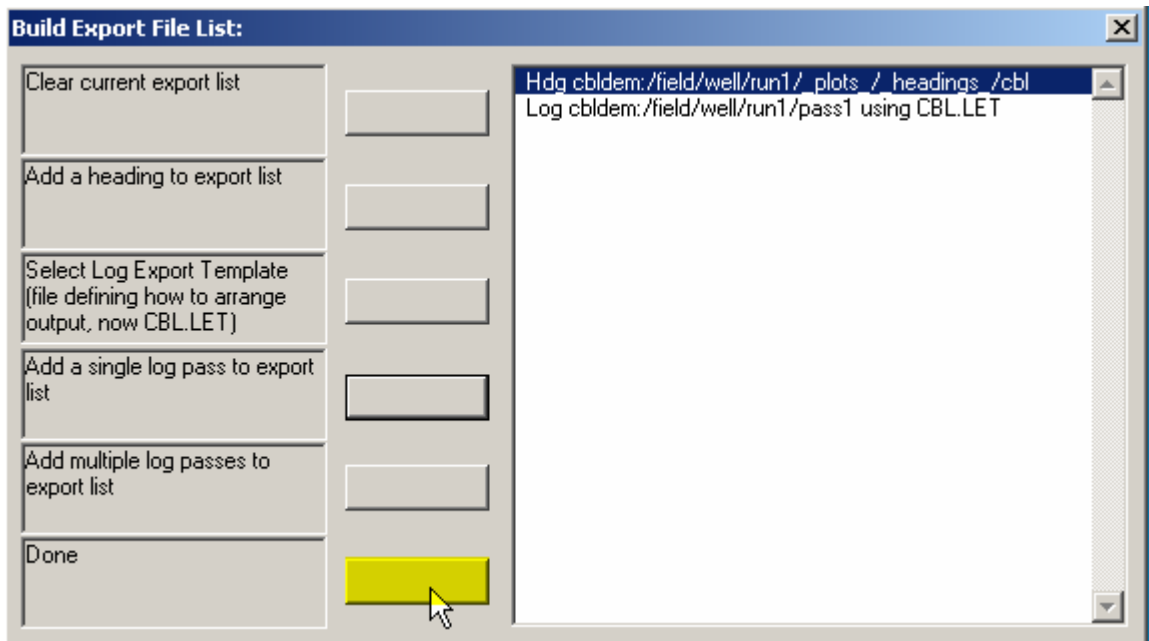 Build Export File List:
Clear current export list
Add a heading to export list
Select Log Export Template
(file defining how to arrange
output, now CBL.LET)
Add a single log pass to export
list
Add multiple log passes to
export list
Done
Hdg cbldem:/field/well/run1/_plots_/_headings_/cbl
Log cbldem:/field/well/run1/pass1 using CBL.LET